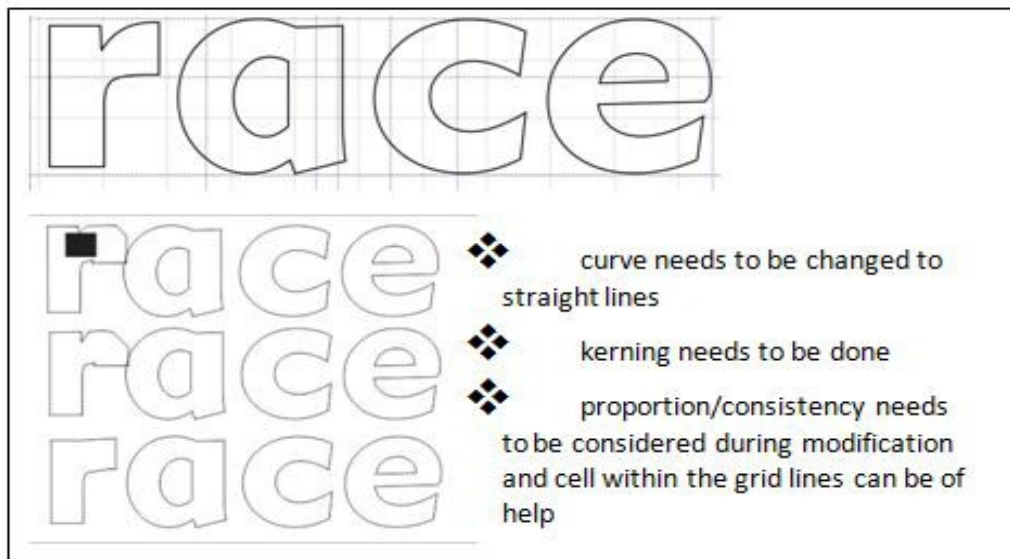 race
race
race
race
❖ curve needs to be changed to
straight lines
❖ kerning needs to be done
❖ proportion/consistency needs
to be considered during modification
and cell within the grid lines can be of
help